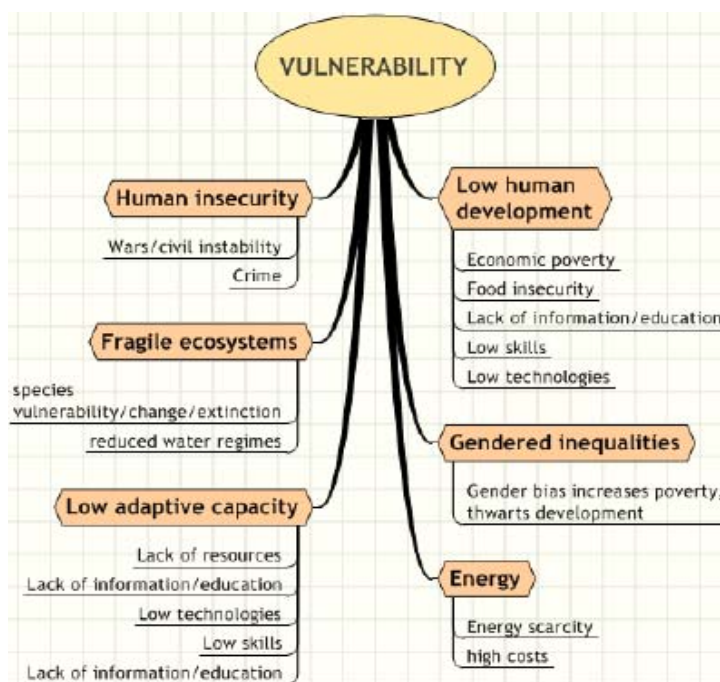 VULNERABILITY
Human insecurity
Wars/civil instability
Crime
Fragile ecosystems
species
vulnerability/change/extinction
reduced water regimes
Low adaptive capacity
Lack of resources
Lack of information/education
Low technologies
Low skills
Lack of information/education
Low human
development
Economic poverty
Food insecurity
Lack of information/education
Low skills
Low technologies
Gendered inequalities
Gender bias increases poverty,
thwarts development
Energy
Energy scarcity
high costs